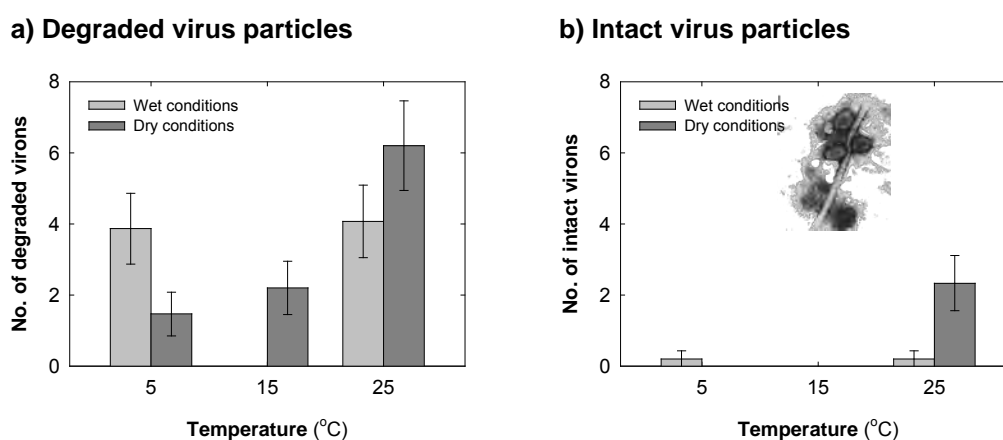 a) Degraded virus particles
8
6
4
2
0
No. of degraded virons
Wet conditions
Dry conditions
5 15 25
Temperature (°C)
b) Intact virus particles
8
6
4
2
0
No. of intact virons
Wet conditions
Dry conditions
5 15 25
Temperature (°C)